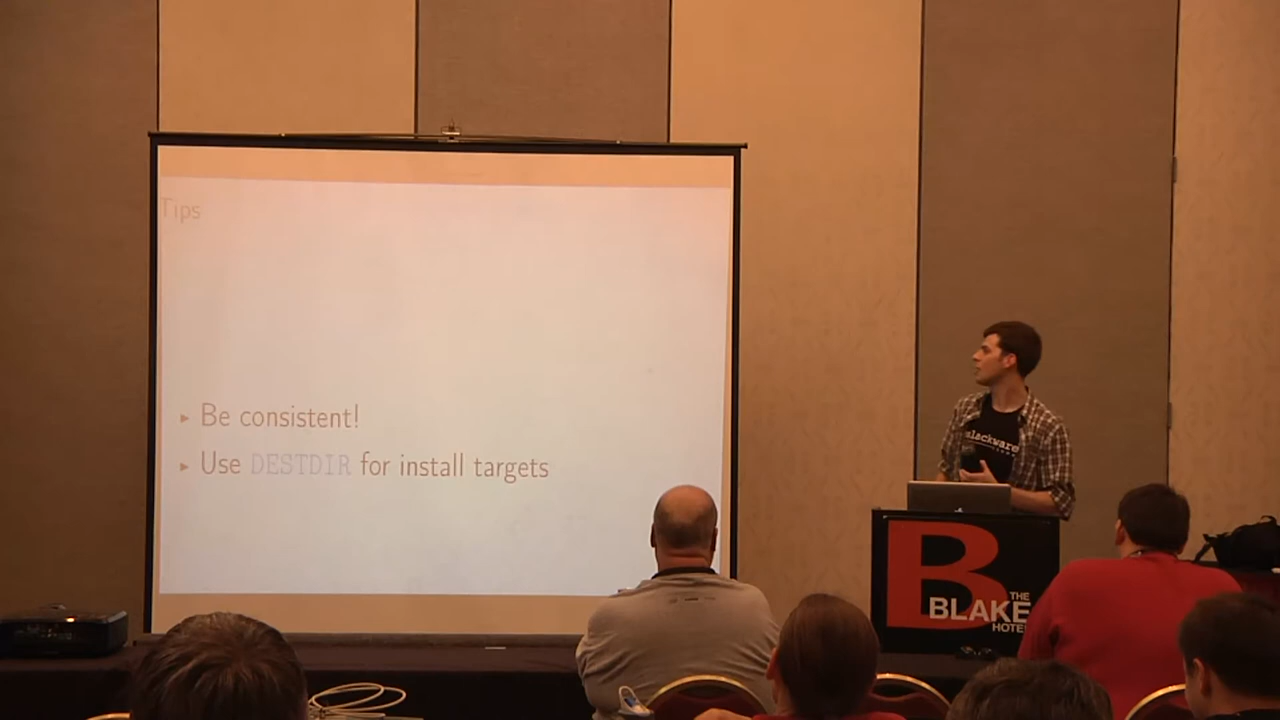 Tips
▸ Be consistent!
▸ Use DESTDIR for install targets
slackware
B
THE
BLAKE
HOTEL